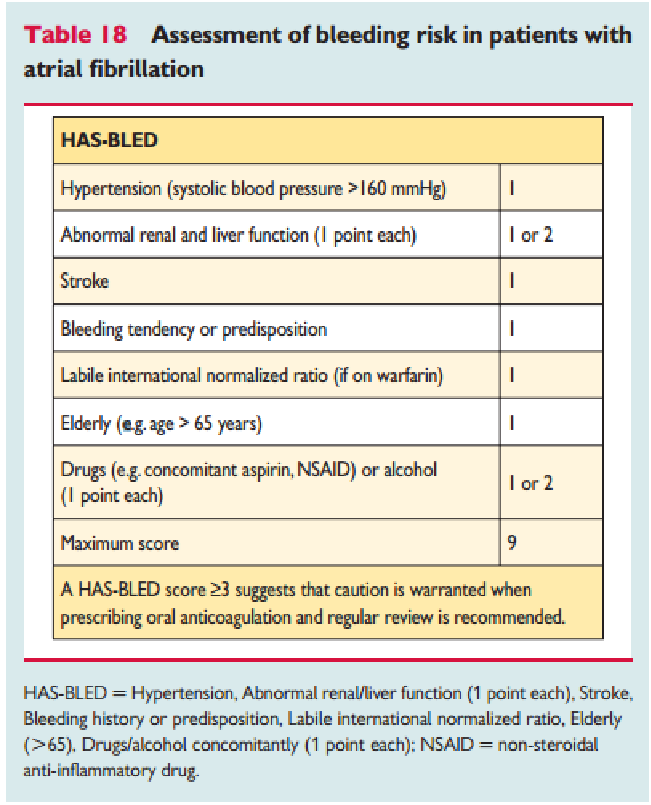 Table 18 Assessment of bleeding risk in patients with
atrial fibrillation
HAS-BLED
Hypertension (systolic blood pressure >160 mmHg) 1
Abnormal renal and liver function (1 point each) 1 or 2
Stroke 1
Bleeding tendency or predisposition 1
Labile international normalized ratio (if on warfarin) 1
Elderly (e.g. age > 65 years) 1
Drugs (e.g. concomitant aspirin, NSAID) or alcohol
(1 point each) 1 or 2
Maximum score 9
A HAS-BLED score ≥3 suggests that caution is warranted when
prescribing oral anticoagulation and regular review is recommended.
HAS-BLED = Hypertension, Abnormal renal/liver function (1 point each), Stroke,
Bleeding history or predisposition, Labile international normalized ratio, Elderly
(>65), Drugs/alcohol concomitantly (1 point each); NSAID = non-steroidal
anti-inflammatory drug.